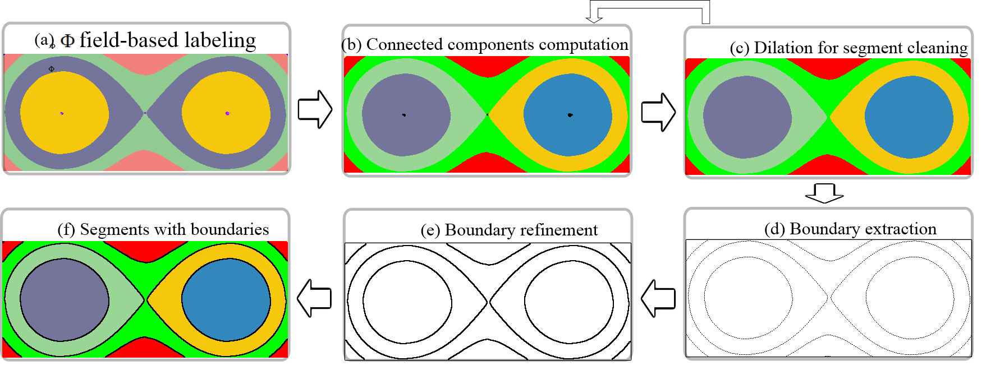 (a) Φ field-based labeling
Φ
Φ
(b) Connected components computation
(c) Dilation for segment cleaning
(f) Segments with boundaries
(e) Boundary refinement
(d) Boundary extraction